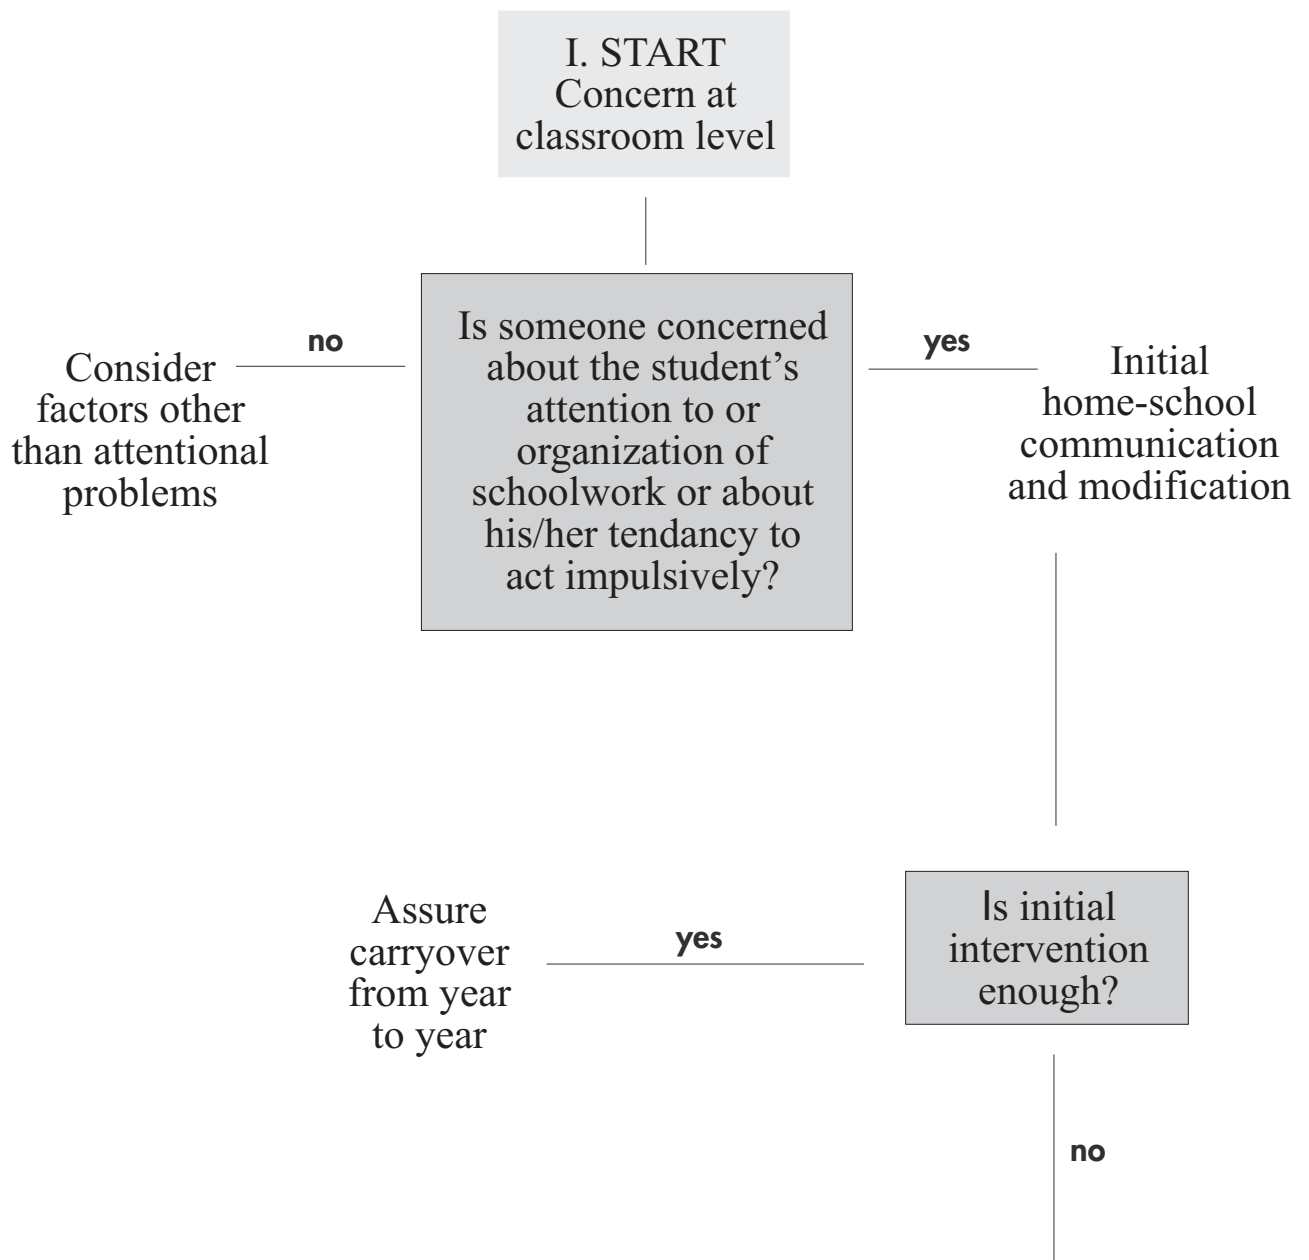 I. START
Concern at
classroom level
no
Consider
factors other
than attentional
problems
Is someone concerned
about the student’s
attention to or
organization of
schoolwork or about
his/her tendancy to
act impulsively?
yes
Initial
home-school
communication
and modification
Assure
carryover
from year
to year
yes
Is initial
intervention
enough?
no